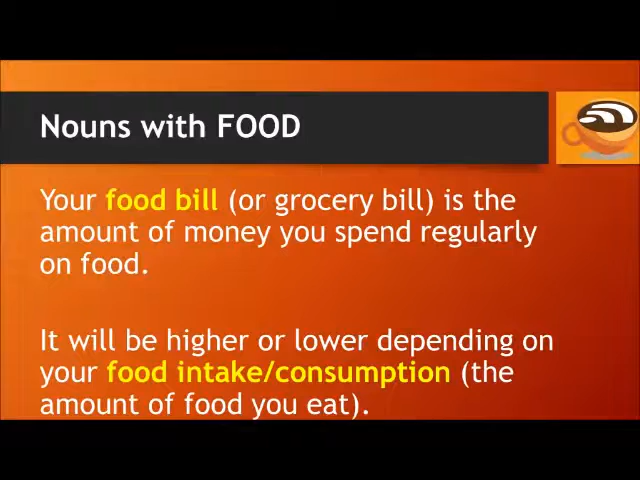 Nouns with FOOD
Your food bill (or grocery bill) is the
amount of money you spend regularly
on food.
It will be higher or lower depending on
your food intake/consumption (the
amount of food you eat).